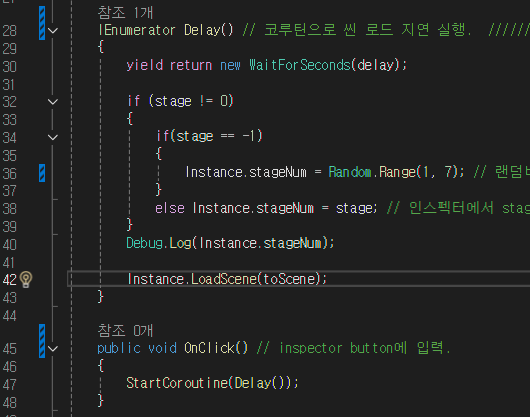 참조 1개
28 IEnumerator Delay() // 코루틴으로 씬 로드 지연 실행. //////
29 {
30 yield return new WaitForSeconds(delay);
31
32 if (stage != 0)
33 {
34 if(stage == -1)
35 {
36 Instance.stageNum = Random.Range(1, 7); // 랜덤
37 }
38 else Instance.stageNum = stage; // 인스펙터에서 stag
39 }
40 Debug.Log(Instance.stageNum);
41
42 Instance.LoadScene(toScene);
43 }
44
참조 0개
45 public void OnClick() // inspector button에 입력.
46 {
47 StartCoroutine(Delay());
48 }